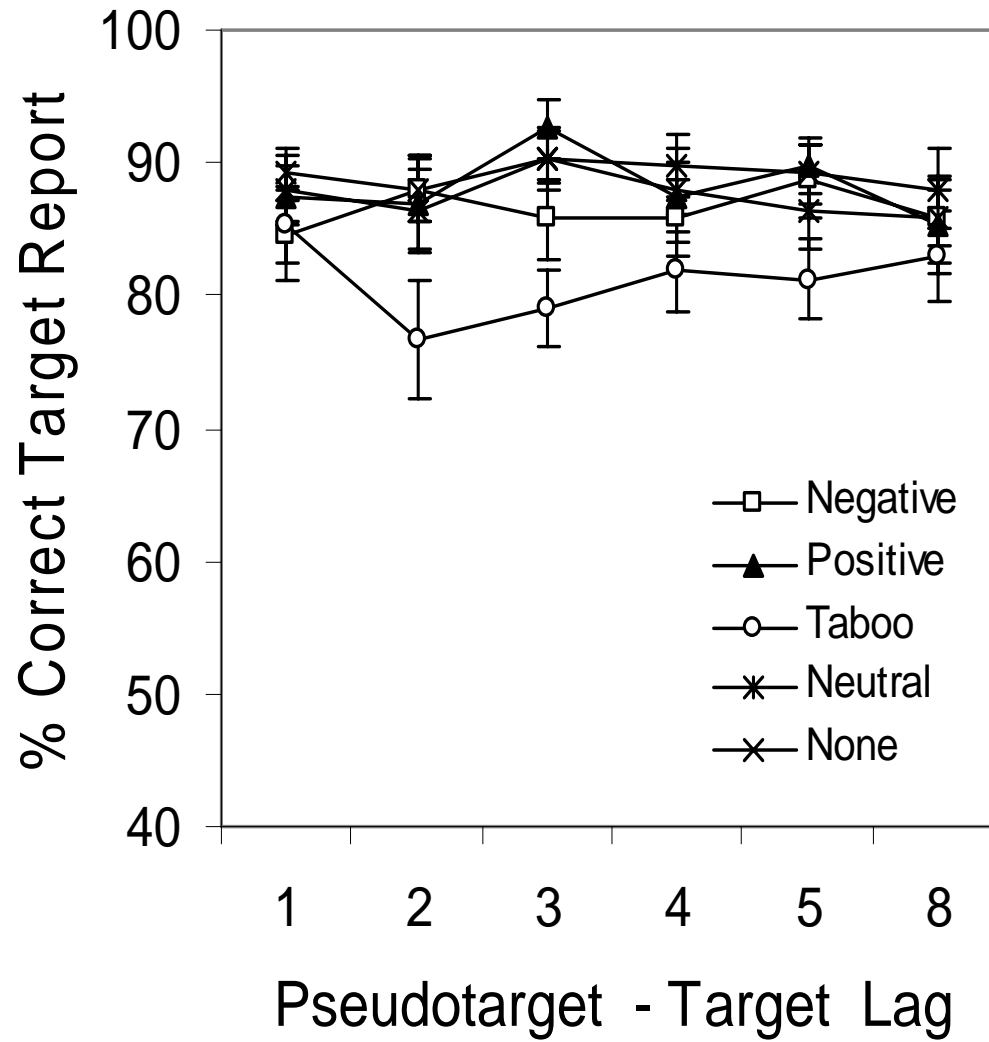 100
90
80
70
60
50
40
% Correct Target Report
Negative
Positive
Taboo
Neutral
None
1 2 3 4 5 8
Pseudotarget - Target Lag